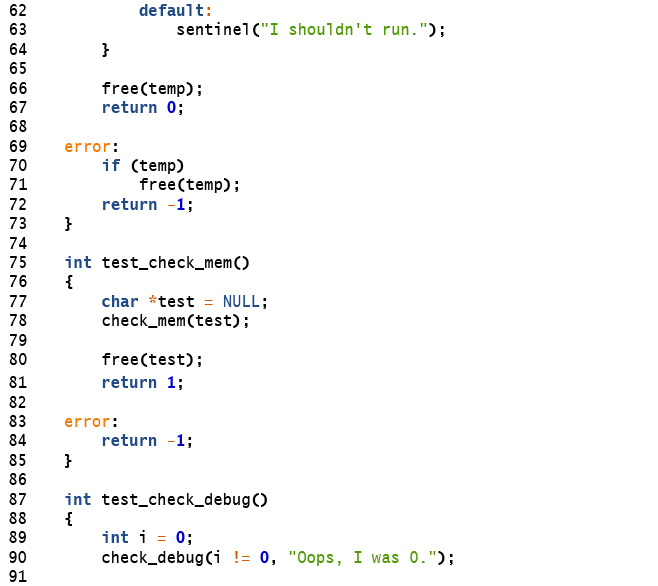 62            default:
63                sentinel("I shouldn't run.");
64        }
65
66        free(temp);
67        return 0;
68
69    error:
70        if (temp)
71            free(temp);
72        return -1;
73    }
74
75    int test_check_mem()
76    {
77        char *test = NULL;
78        check_mem(test);
79
80        free(test);
81        return 1;
82
83    error:
84        return -1;
85    }
86
87    int test_check_debug()
88    {
89        int i = 0;
90        check_debug(i != 0, "Oops, I was 0.");
91